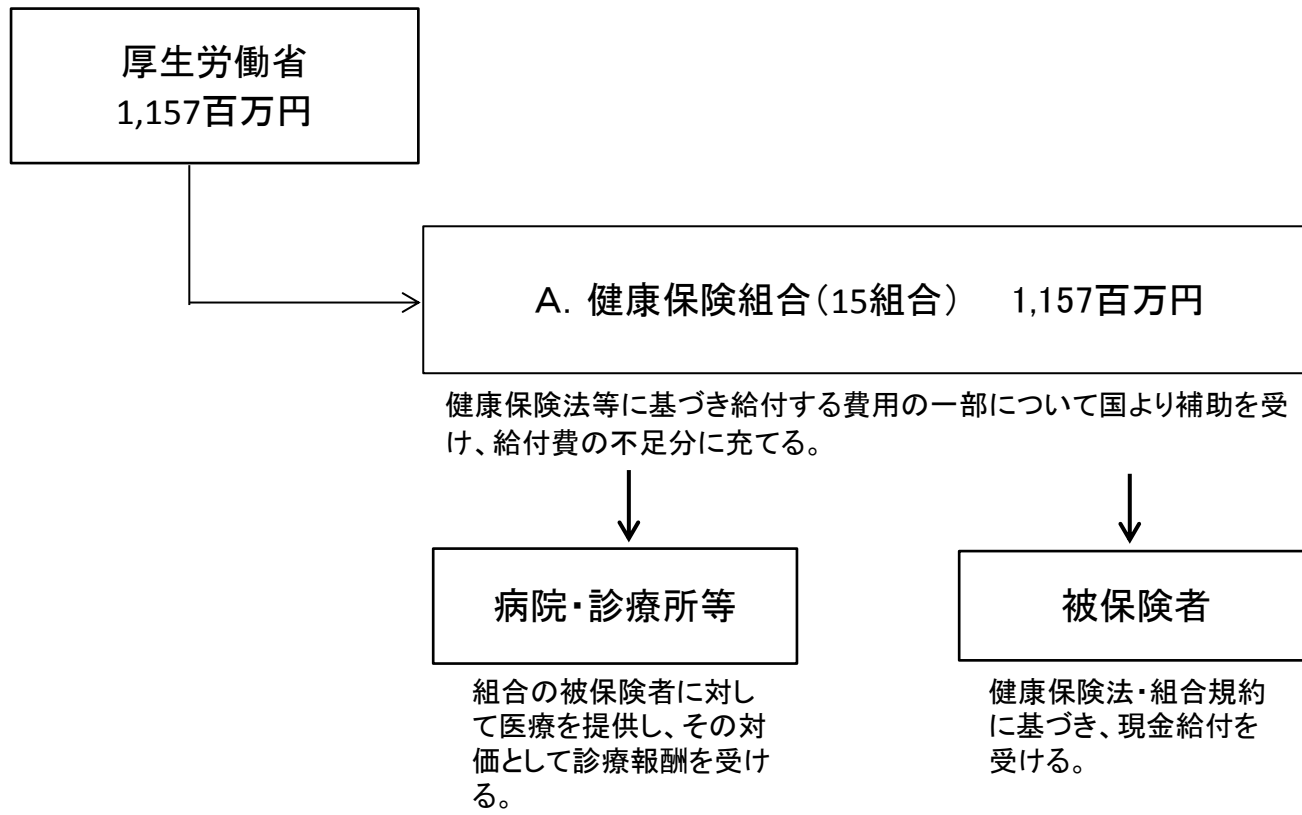 厚生労働省
1,157百万円
A．健康保険組合（15組合）　1,157百万円
健康保険法等に基づき給付する費用の一部について国より補助を受
け、給付費の不足分に充てる。
病院・診療所等
被保険者
組合の被保険者に対し
て医療を提供し、その対
価として診療報酬を受け
る。
健康保険法・組合規約
に基づき、現金給付を
受ける。